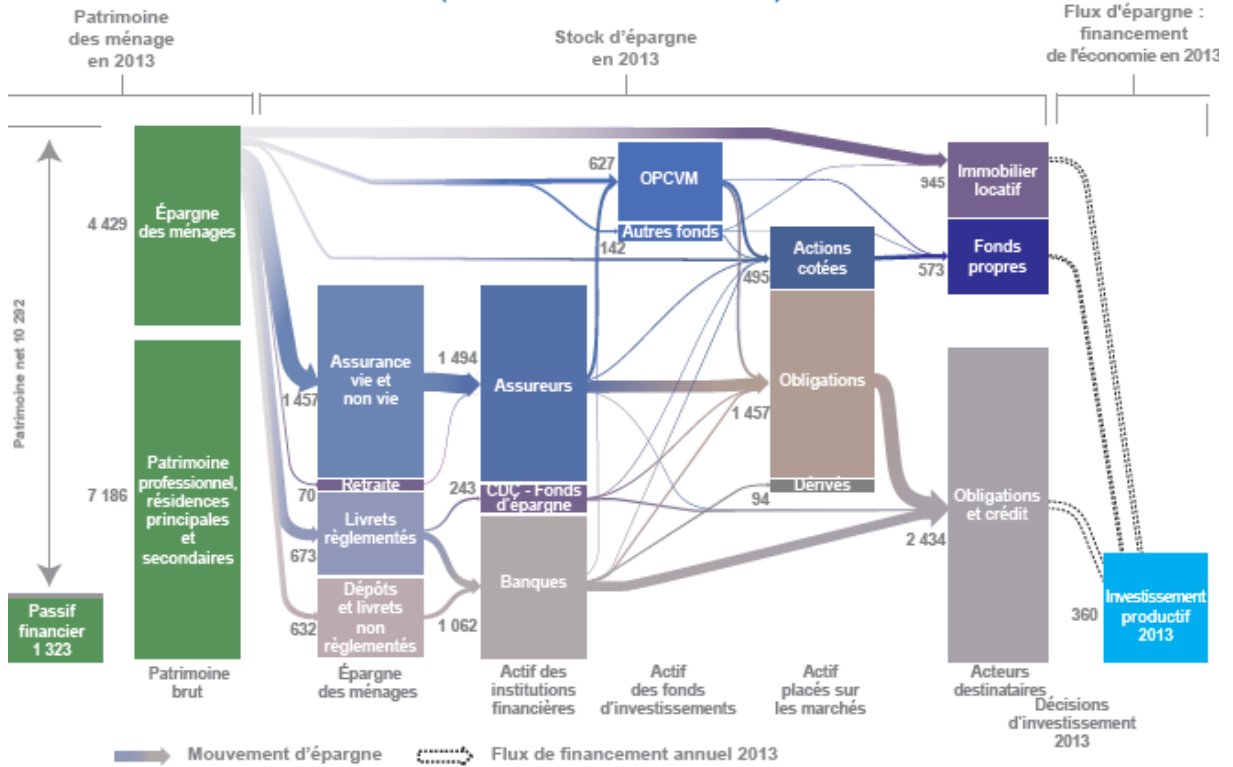 Patrimoine
des ménage
en 2013
Stock d'épargne
en 2013
Flux d'épargne :
financement
de l'économie en 2013
Patrimoine net 10 292
4 429
Épargne
des ménages
7 186
Patrimoine
professionnel,
résidences
principales
et
secondaires
Passif
financier
1 323
1 457
Assurance
vie et
non vie
70
Retraite
673
Livrets
règlementés
632
Dépôts
et livrets
non
règlementés
1 494
Assureurs
243
CDC - Fonds
d'épargne
1 062
Banques
627
OPCVM
142
Autres fonds
495
Actions
cotées
1 457
Obligations
94
Dérivés
945
Immobilier
locatif
573
Fonds
propres
2 434
Obligations
et crédit
360
Investissement
productif
2013
Patrimoine
brut
Épargne
des ménages
Actif des
institutions
financières
Actif
des fonds
d'investissements
Actif
placés sur
les marchés
Acteurs
destinataires
Décisions
d'investissement
2013
Mouvement d'épargne
Flux de financement annuel 2013